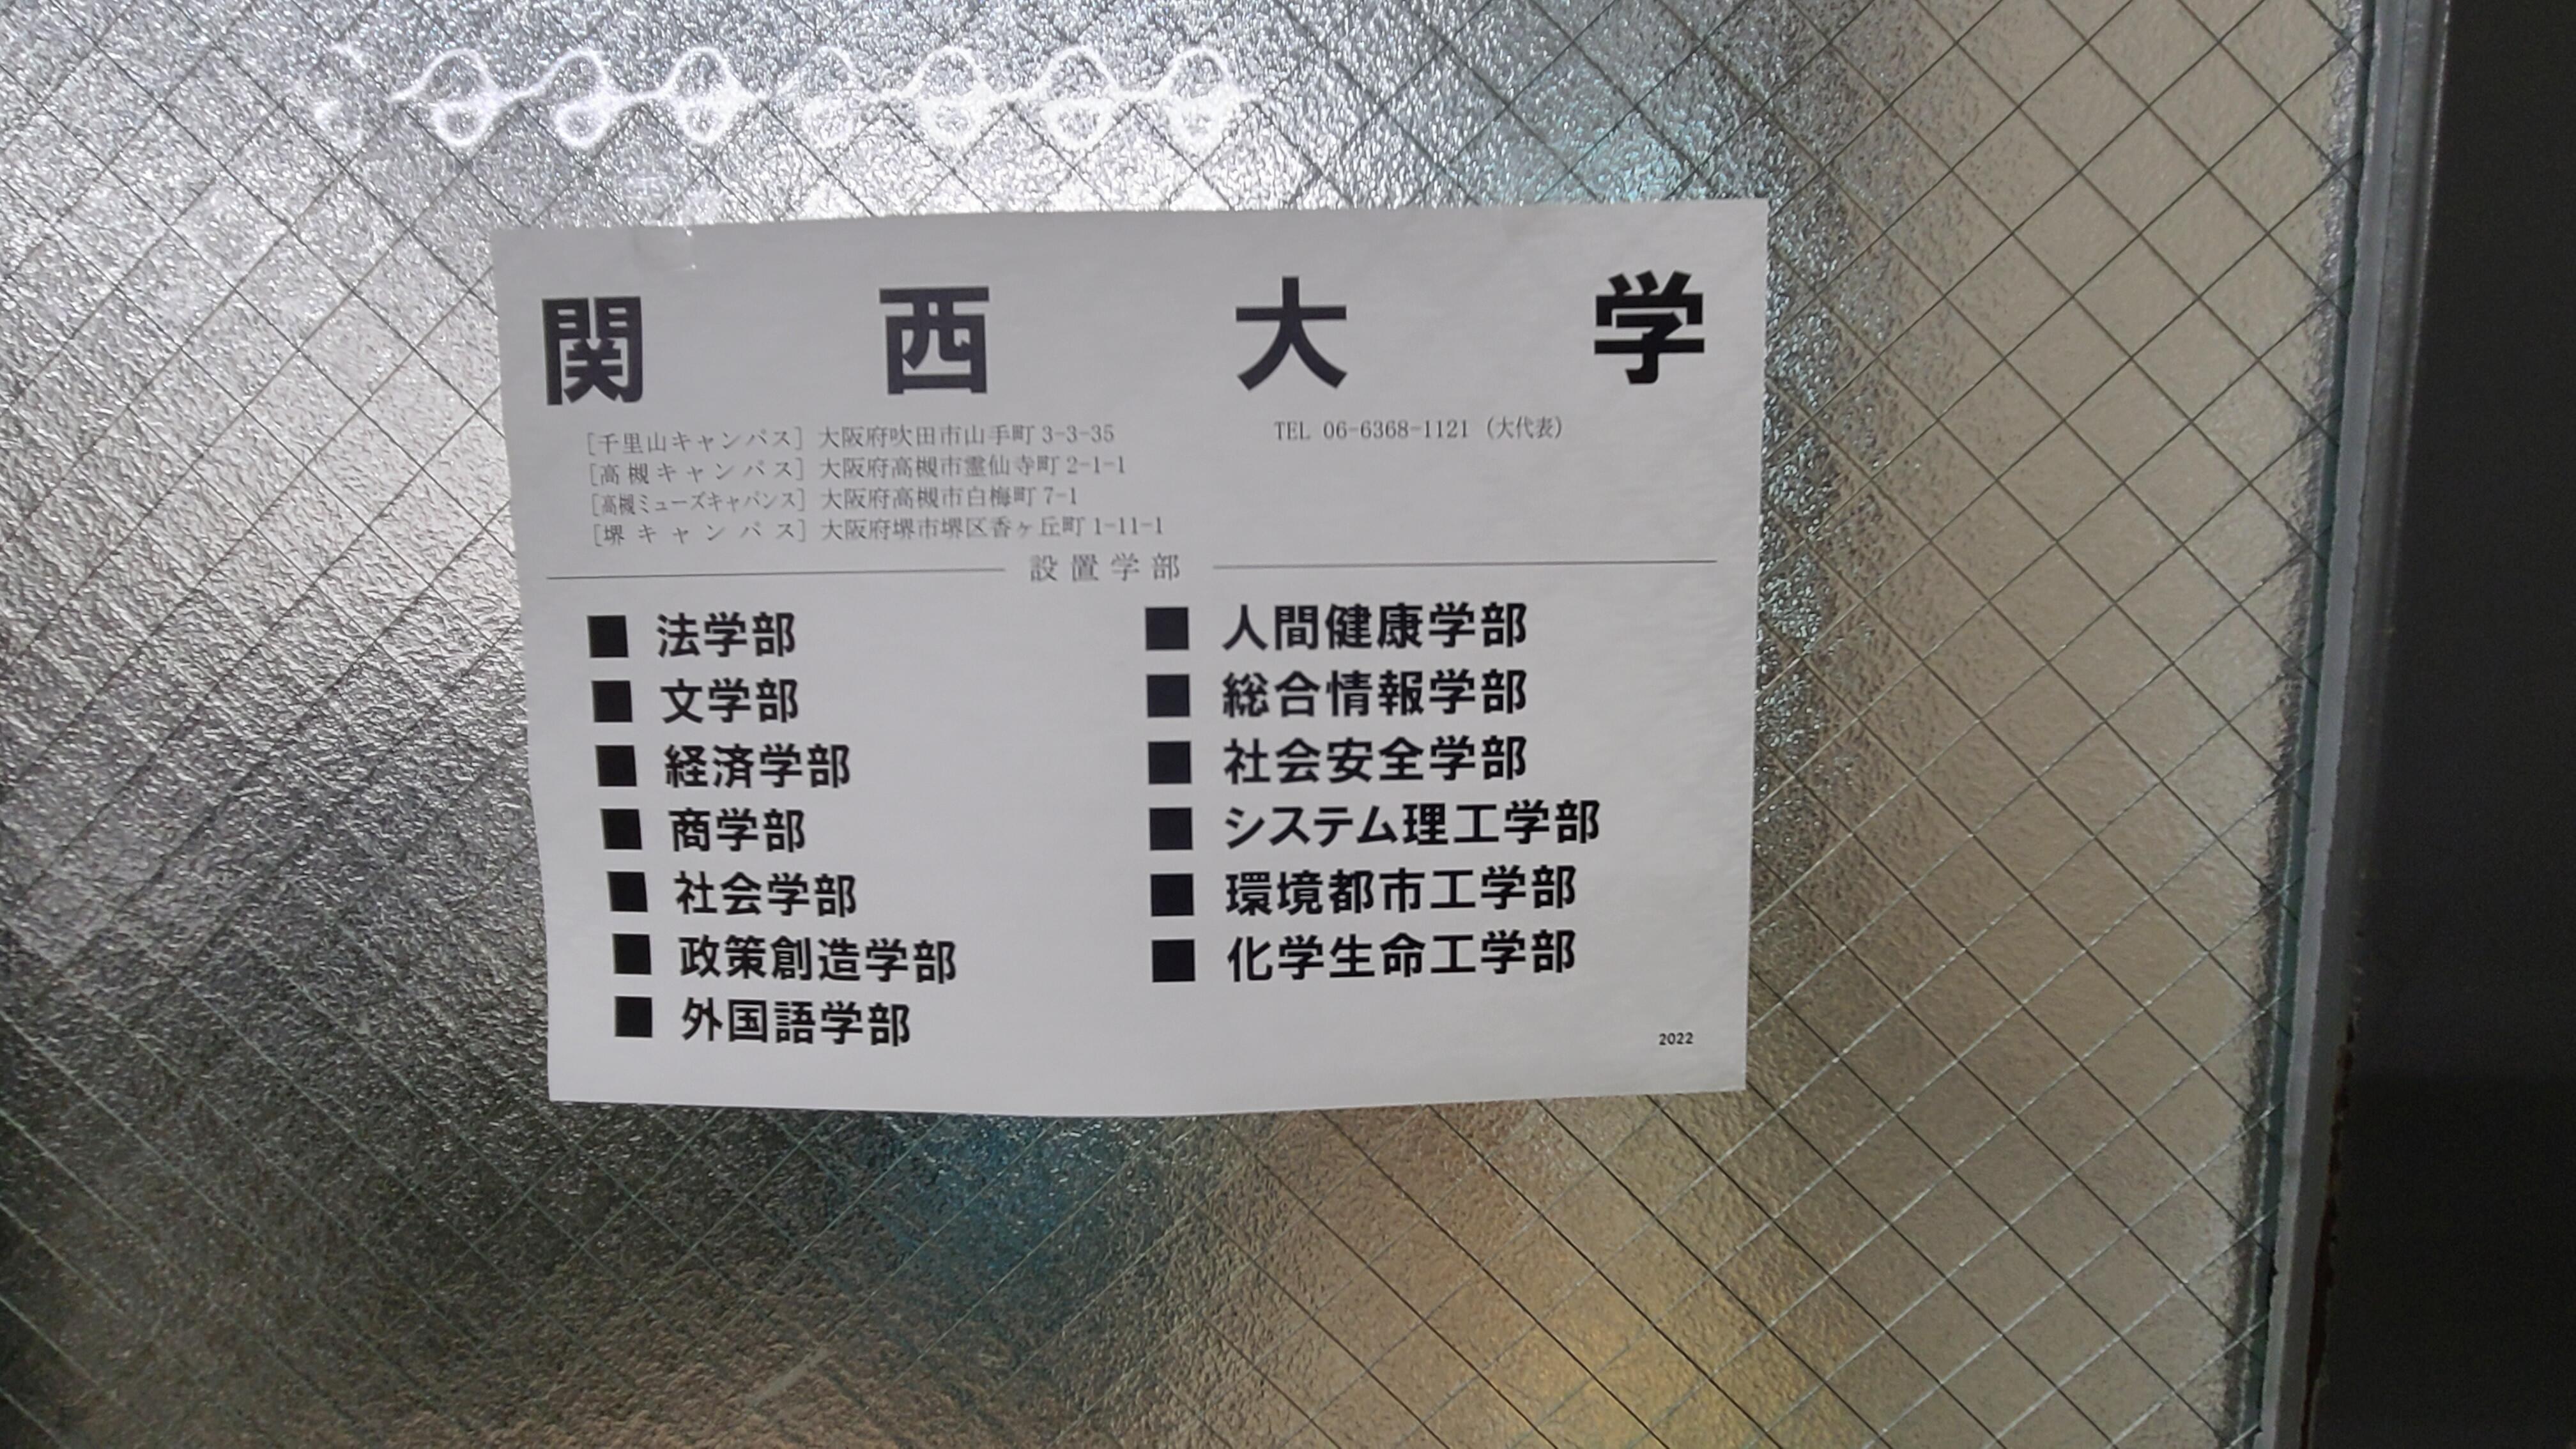 関西大学
［千里山キャンパス］大阪府吹田市山手町3-3-35 TEL 06-6368-1121（大代表）
［高槻キャンパス］大阪府高槻市霊仙寺町2-1-1
［高槻ミューズキャパンス］大阪府高槻市白梅町7-1
［堺キャンパス］大阪府堺市堺区香ヶ丘町1-11-1
設置学部
■ 法学部
■ 文学部
■ 経済学部
■ 商学部
■ 社会学部
■ 政策創造学部
■ 外国語学部
■ 人間健康学部
■ 総合情報学部
■ 社会安全学部
■ システム理工学部
■ 環境都市工学部
■ 化学生命工学部
2022